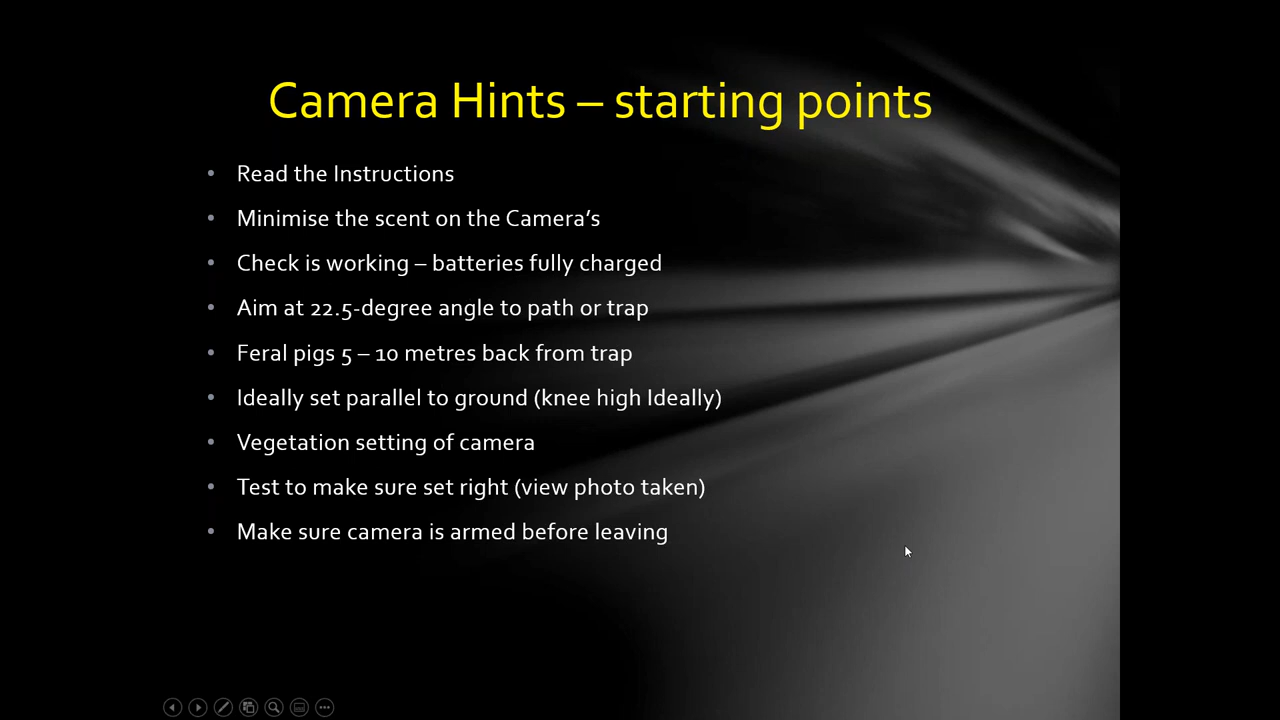 Camera Hints – starting points
• Read the Instructions
• Minimise the scent on the Camera’s
• Check is working – batteries fully charged
• Aim at 22.5-degree angle to path or trap
• Feral pigs 5 – 10 metres back from trap
• Ideally set parallel to ground (knee high Ideally)
• Vegetation setting of camera
• Test to make sure set right (view photo taken)
• Make sure camera is armed before leaving